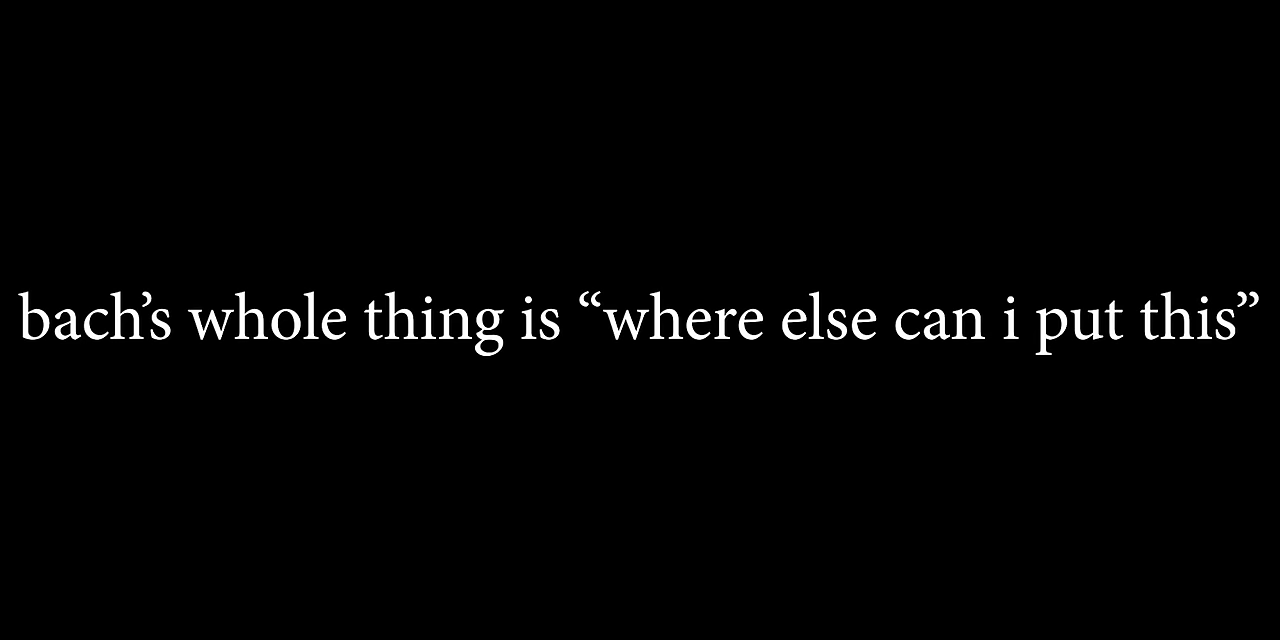 bach’s whole thing is “where else can i put this”